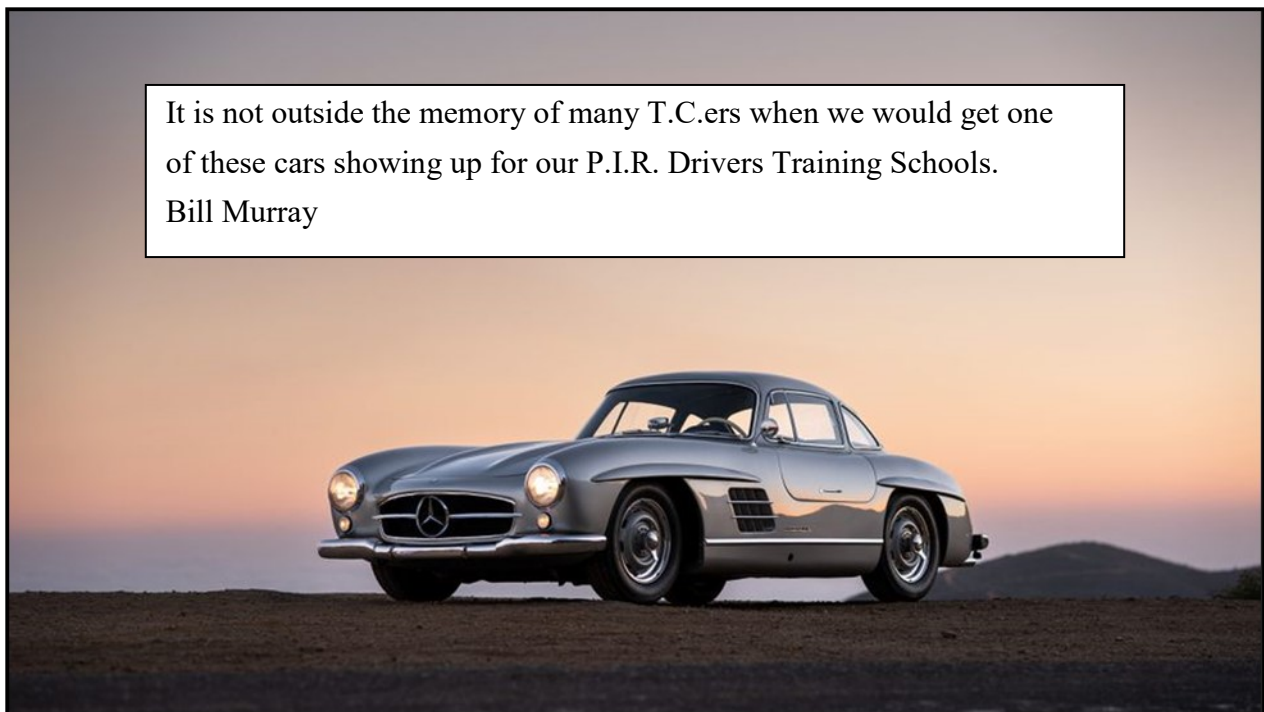 It is not outside the memory of many T.C.ers when we would get one
of these cars showing up for our P.I.R. Drivers Training Schools.
Bill Murray